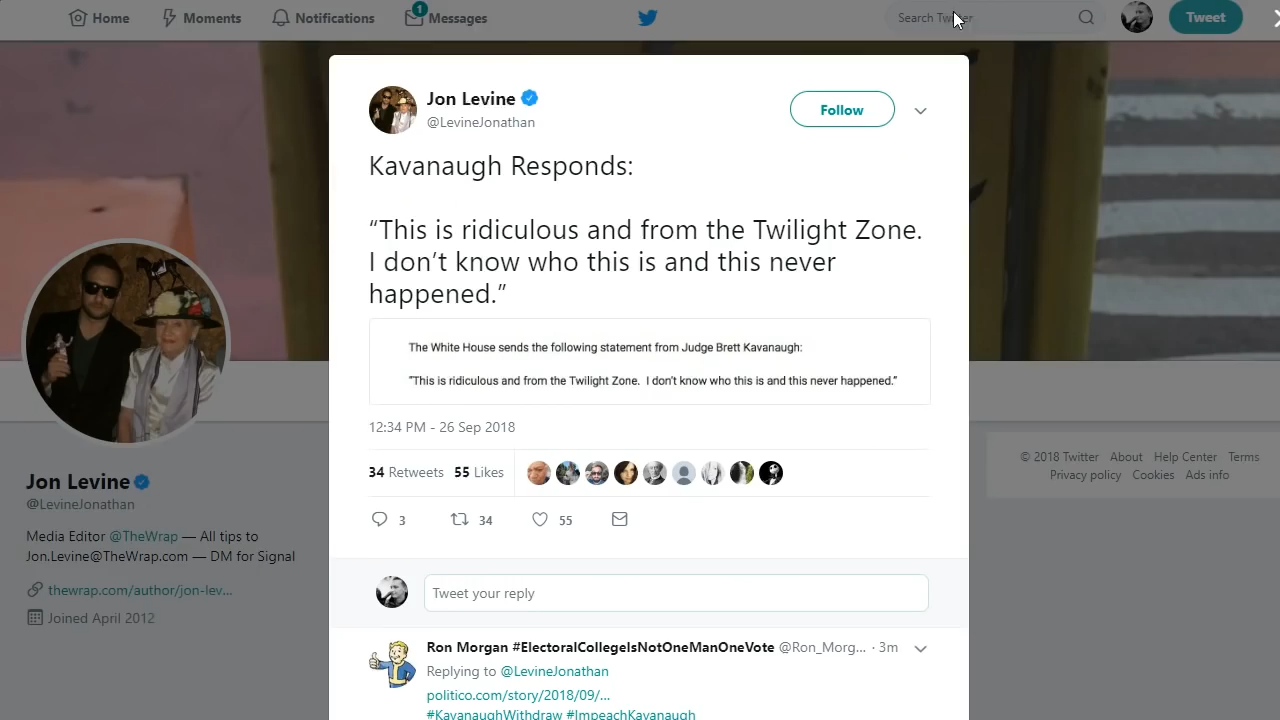 Home
Moments
Notifications
1
Messages
Search Twitter
Tweet
Jon Levine
@LevineJonathan
Follow
Kavanaugh Responds:
“This is ridiculous and from the Twilight Zone.
I don’t know who this is and this never
happened.”
The White House sends the following statement from Judge Brett Kavanaugh:
"This is ridiculous and from the Twilight Zone.  I don't know who this is and this never happened."
12:34 PM - 26 Sep 2018
34 Retweets 55 Likes
3 34 55
Tweet your reply
Ron Morgan #ElectoralCollegeIsNotOneManOneVote @Ron_Morg... · 3m
Replying to @LevineJonathan
politico.com/story/2018/09/...
#KavanaughWithdraw #ImpeachKavanaugh
Jon Levine
@LevineJonathan
Media Editor @TheWrap — All tips to
Jon.Levine@TheWrap.com — DM for Signal
thewrap.com/author/jon-lev...
Joined April 2012
© 2018 Twitter About Help Center Terms
Privacy policy Cookies Ads info